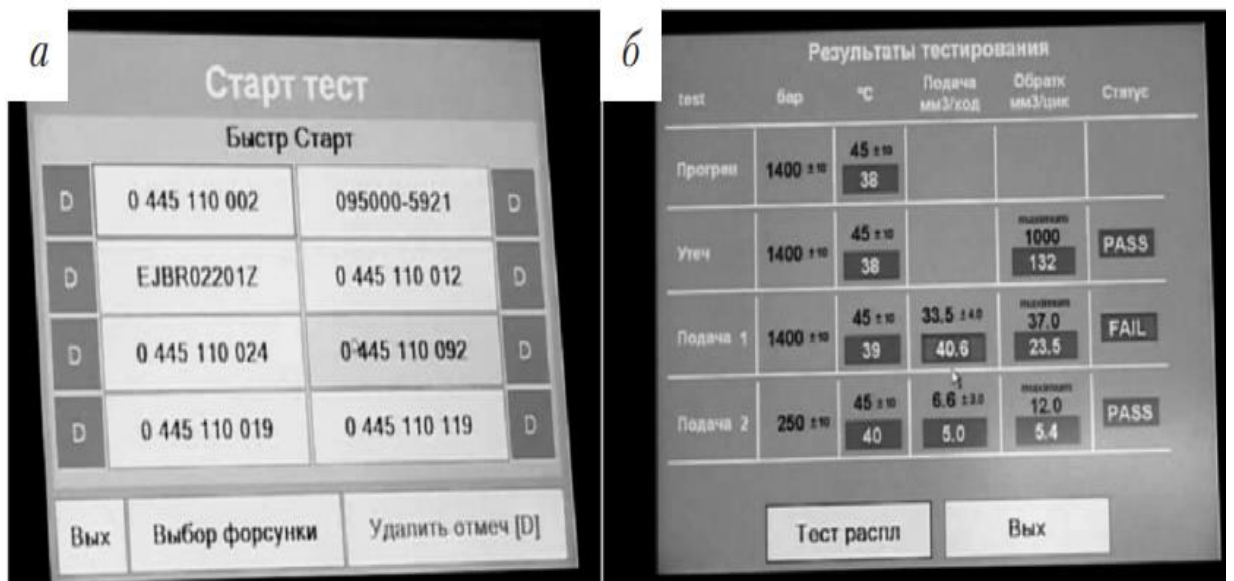 а
Старт тест
Быстр Старт
D 0 445 110 002 095000-5921 D
D EJBR02201Z 0 445 110 012 D
D 0 445 110 024 0 445 110 092 D
D 0 445 110 019 0 445 110 119 D
Вых Выбор форсунки Удалить отмеч [D]
б
Результаты тестирования
test бар °C Подача мм3/ход Обратк мм3/цик Статус
Прогрев 1400 ±10 45 ±10 38
Утеч 1400 ±10 45 ±10 38 maximum 1000 132 PASS
Подача 1 1400 ±10 45 ±10 39 33.5 ±4.0 40.6 maximum 37.0 23.5 FAIL
Подача 2 250 ±10 45 ±10 40 6.6 ±3.0 5.0 maximum 12.0 5.4 PASS
Тест распл Вых